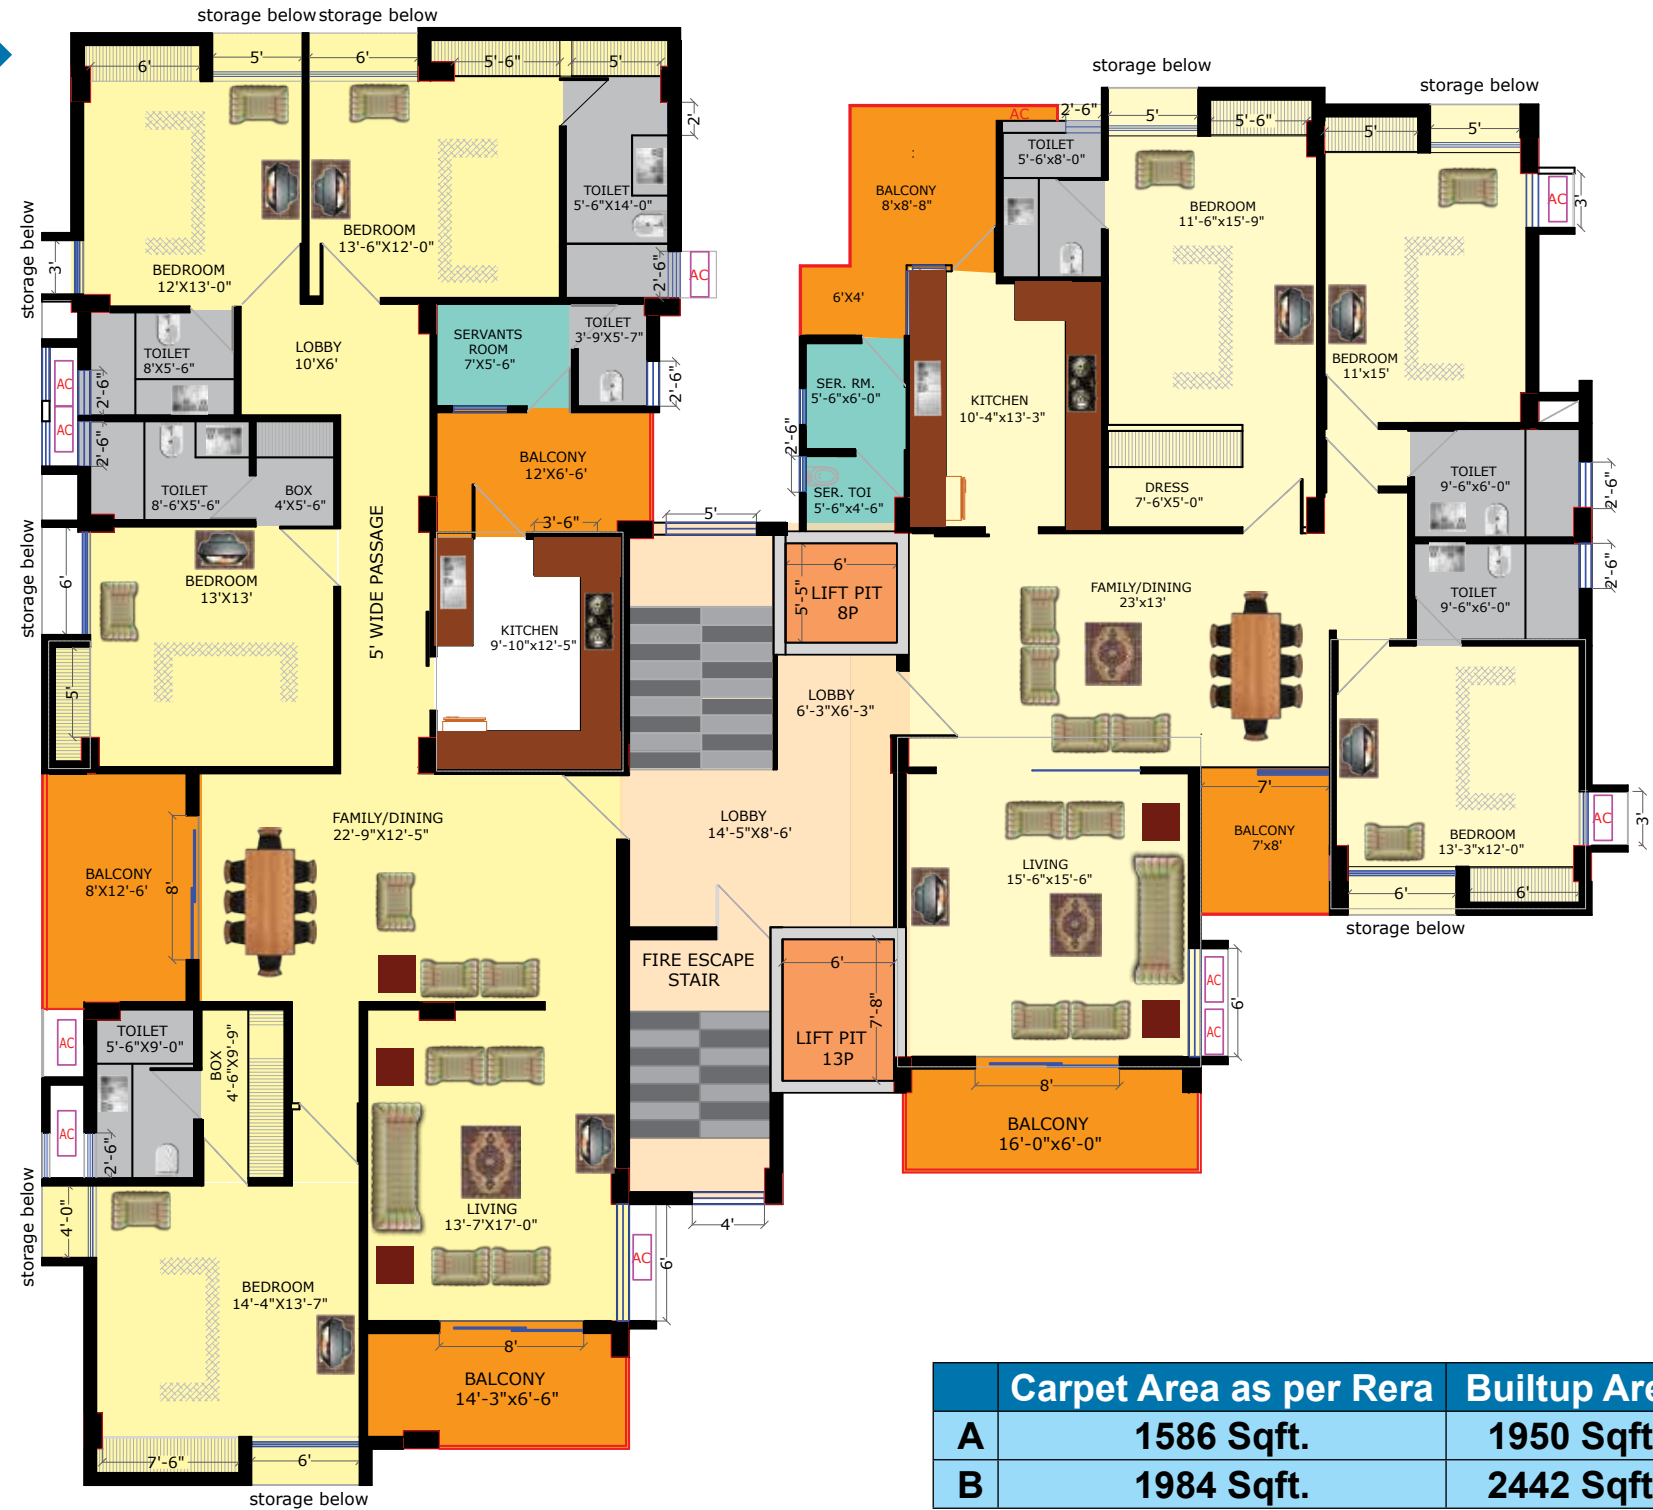 storage below
storage below
6'
5'
6'
5'-6"
5'
2'
TOILET
5'-6"X14'-0"
BEDROOM
13'-6"X12'-0"
BEDROOM
12'X13'-0"
storage below
3'
2'-6"
AC
TOILET
8'X5'-6"
LOBBY
10'X6'
SERVANTS
ROOM
7'X5'-6"
TOILET
3'-9'X5'-7"
2'-6"
AC
AC
2'-6"
2'-6"
TOILET
8'-6X5'-6"
BOX
4'X5'-6"
BALCONY
12'X6'-6'
3'-6"
5'
storage below
6'
BEDROOM
13'X13'
5'
5' WIDE PASSAGE
KITCHEN
9'-10"x12'-5"
6'
5'-5"
LIFT PIT
8P
LOBBY
6'-3"X6'-3"
LOBBY
14'-5"X8'-6'
FAMILY/DINING
22'-9"X12'-5"
BALCONY
8'X12'-6'
8'
FIRE ESCAPE
STAIR
6'
7'-8"
LIFT PIT
13P
AC
TOILET
5'-6"X9'-0"
BOX
4'-6"X9'-9"
AC
2'-6"
storage below
4'-0"
LIVING
13'-7'X17'-0"
4'
AC
6'
BEDROOM
14'-4"X13'-7"
8'
BALCONY
14'-3"x6'-6"
7'-6"
6'
storage below
storage below
storage below
AC
2'-6"
5'
5'-6"
5'
5'
TOILET
5'-6'x8'-0"
:
BALCONY
8'x8'-8"
BEDROOM
11'-6"x15'-9"
AC
3'
6'X4'
BEDROOM
11'x15'
SER. RM.
5'-6"x6'-0"
KITCHEN
10'-4"x13'-3"
2'-6"
SER. TOI
5'-6"x4'-6"
DRESS
7'-6"X5'-0"
TOILET
9'-6"x6'-0"
2'-6"
FAMILY/DINING
23'x13'
TOILET
9'-6"x6'-0"
2'-6"
7'
BALCONY
7'x8'
AC
3'
BEDROOM
13'-3"x12'-0"
LIVING
15'-6"x15'-6"
6'
6'
storage below
AC
AC
6'
8'
BALCONY
16'-0"x6'-0"
Carpet Area as per Rera Builtup Are
A 1586 Sqft. 1950 Sqft
B 1984 Sqft. 2442 Sqft